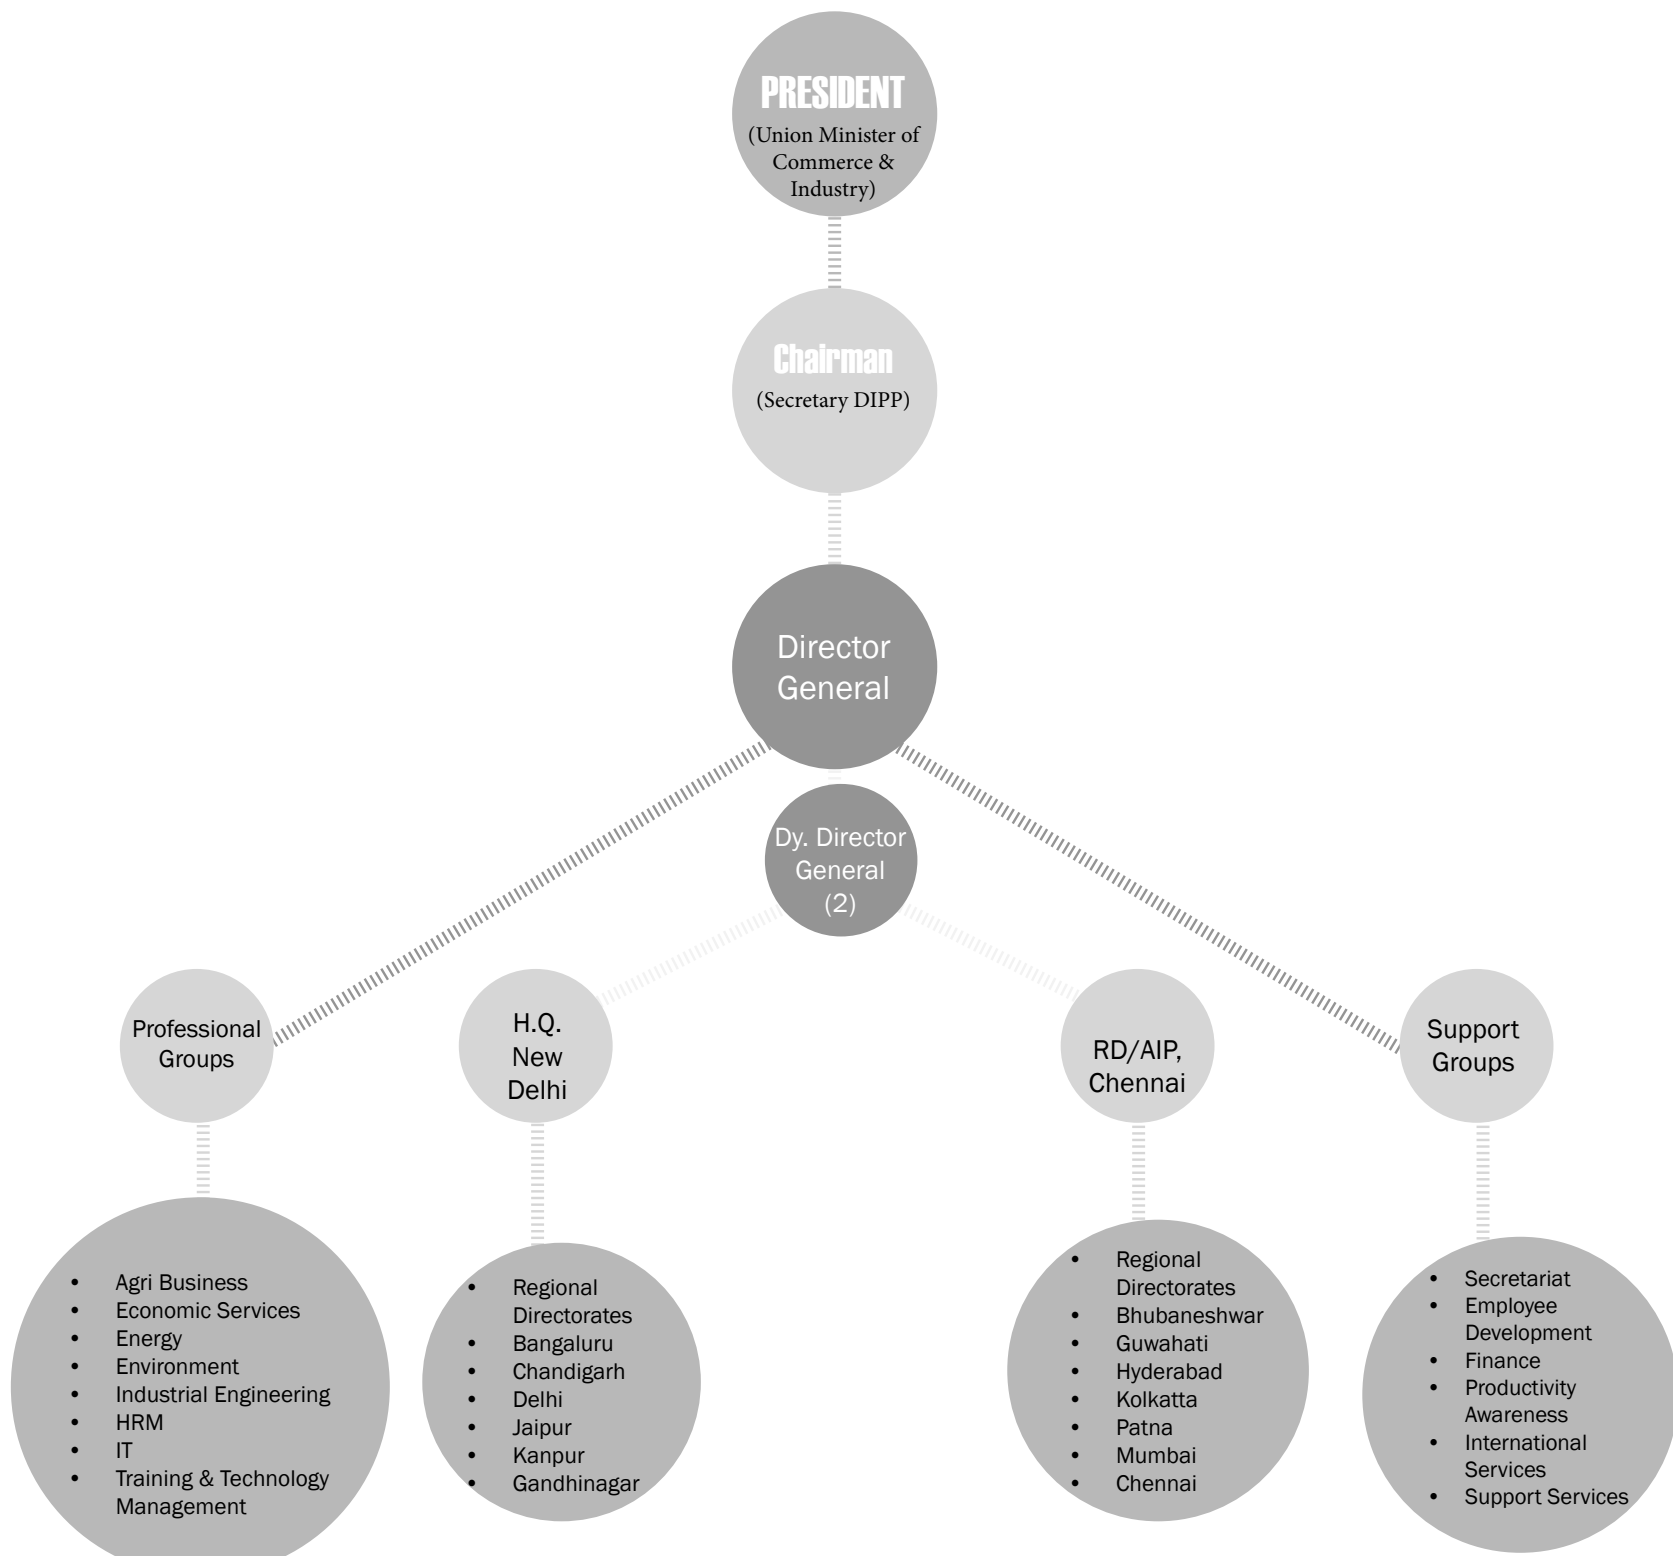 PRESIDENT
(Union Minister of
Commerce &
Industry)
Chairman
(Secretary DIPP)
Director
General
Dy. Director
General
(2)
Professional
Groups
H.Q.
New
Delhi
RD/AIP,
Chennai
Support
Groups
• Agri Business
• Economic Services
• Energy
• Environment
• Industrial Engineering
• HRM
• IT
• Training & Technology
Management
• Regional
Directorates
• Bangaluru
• Chandigarh
• Delhi
• Jaipur
• Kanpur
• Gandhinagar
• Regional
Directorates
• Bhubaneshwar
• Guwahati
• Hyderabad
• Kolkatta
• Patna
• Mumbai
• Chennai
• Secretariat
• Employee
Development
• Finance
• Productivity
Awareness
• International
Services
• Support Services